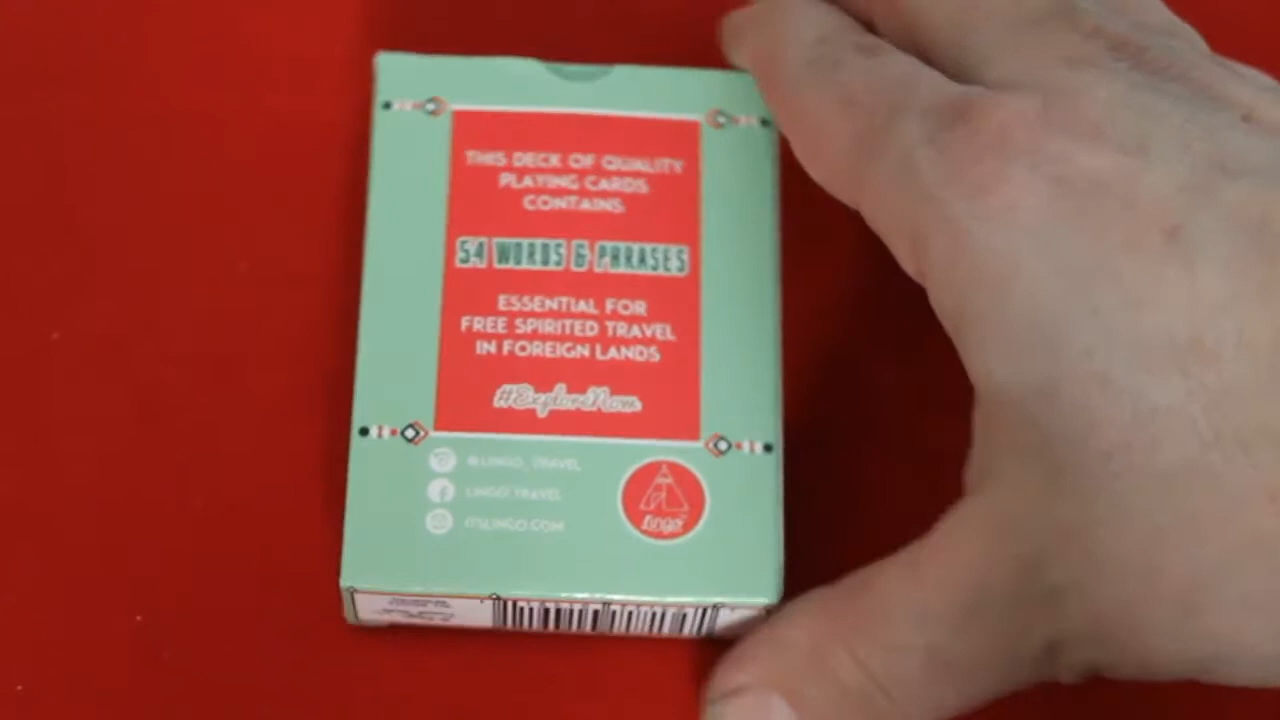 THIS DECK OF QUALITY
PLAYING CARDS
CONTAINS:
54 WORDS & PHRASES
ESSENTIAL FOR
FREE SPIRITED TRAVEL
IN FOREIGN LANDS
#ExploreNow
@LINGO_TRAVEL
LINGO.TRAVEL
ITSLINGO.COM
Lingo